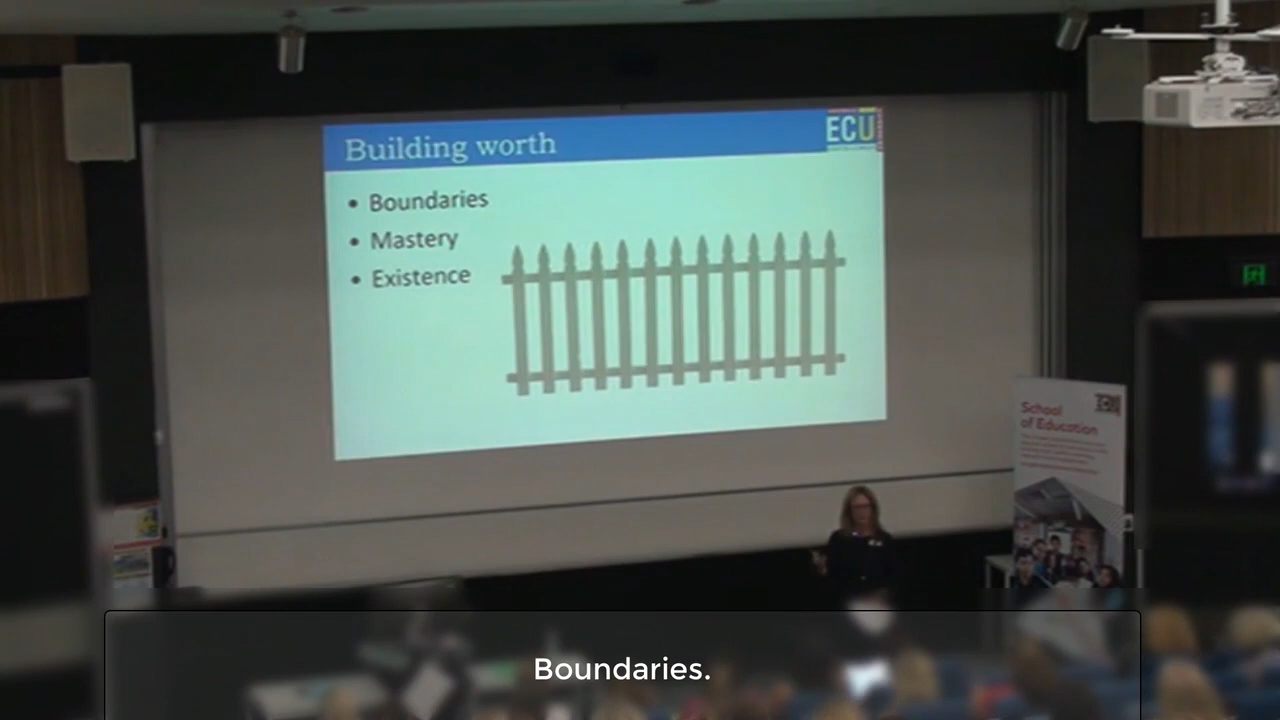 Building worth
ECU
• Boundaries
• Mastery
• Existence
School
of Education
Boundaries.